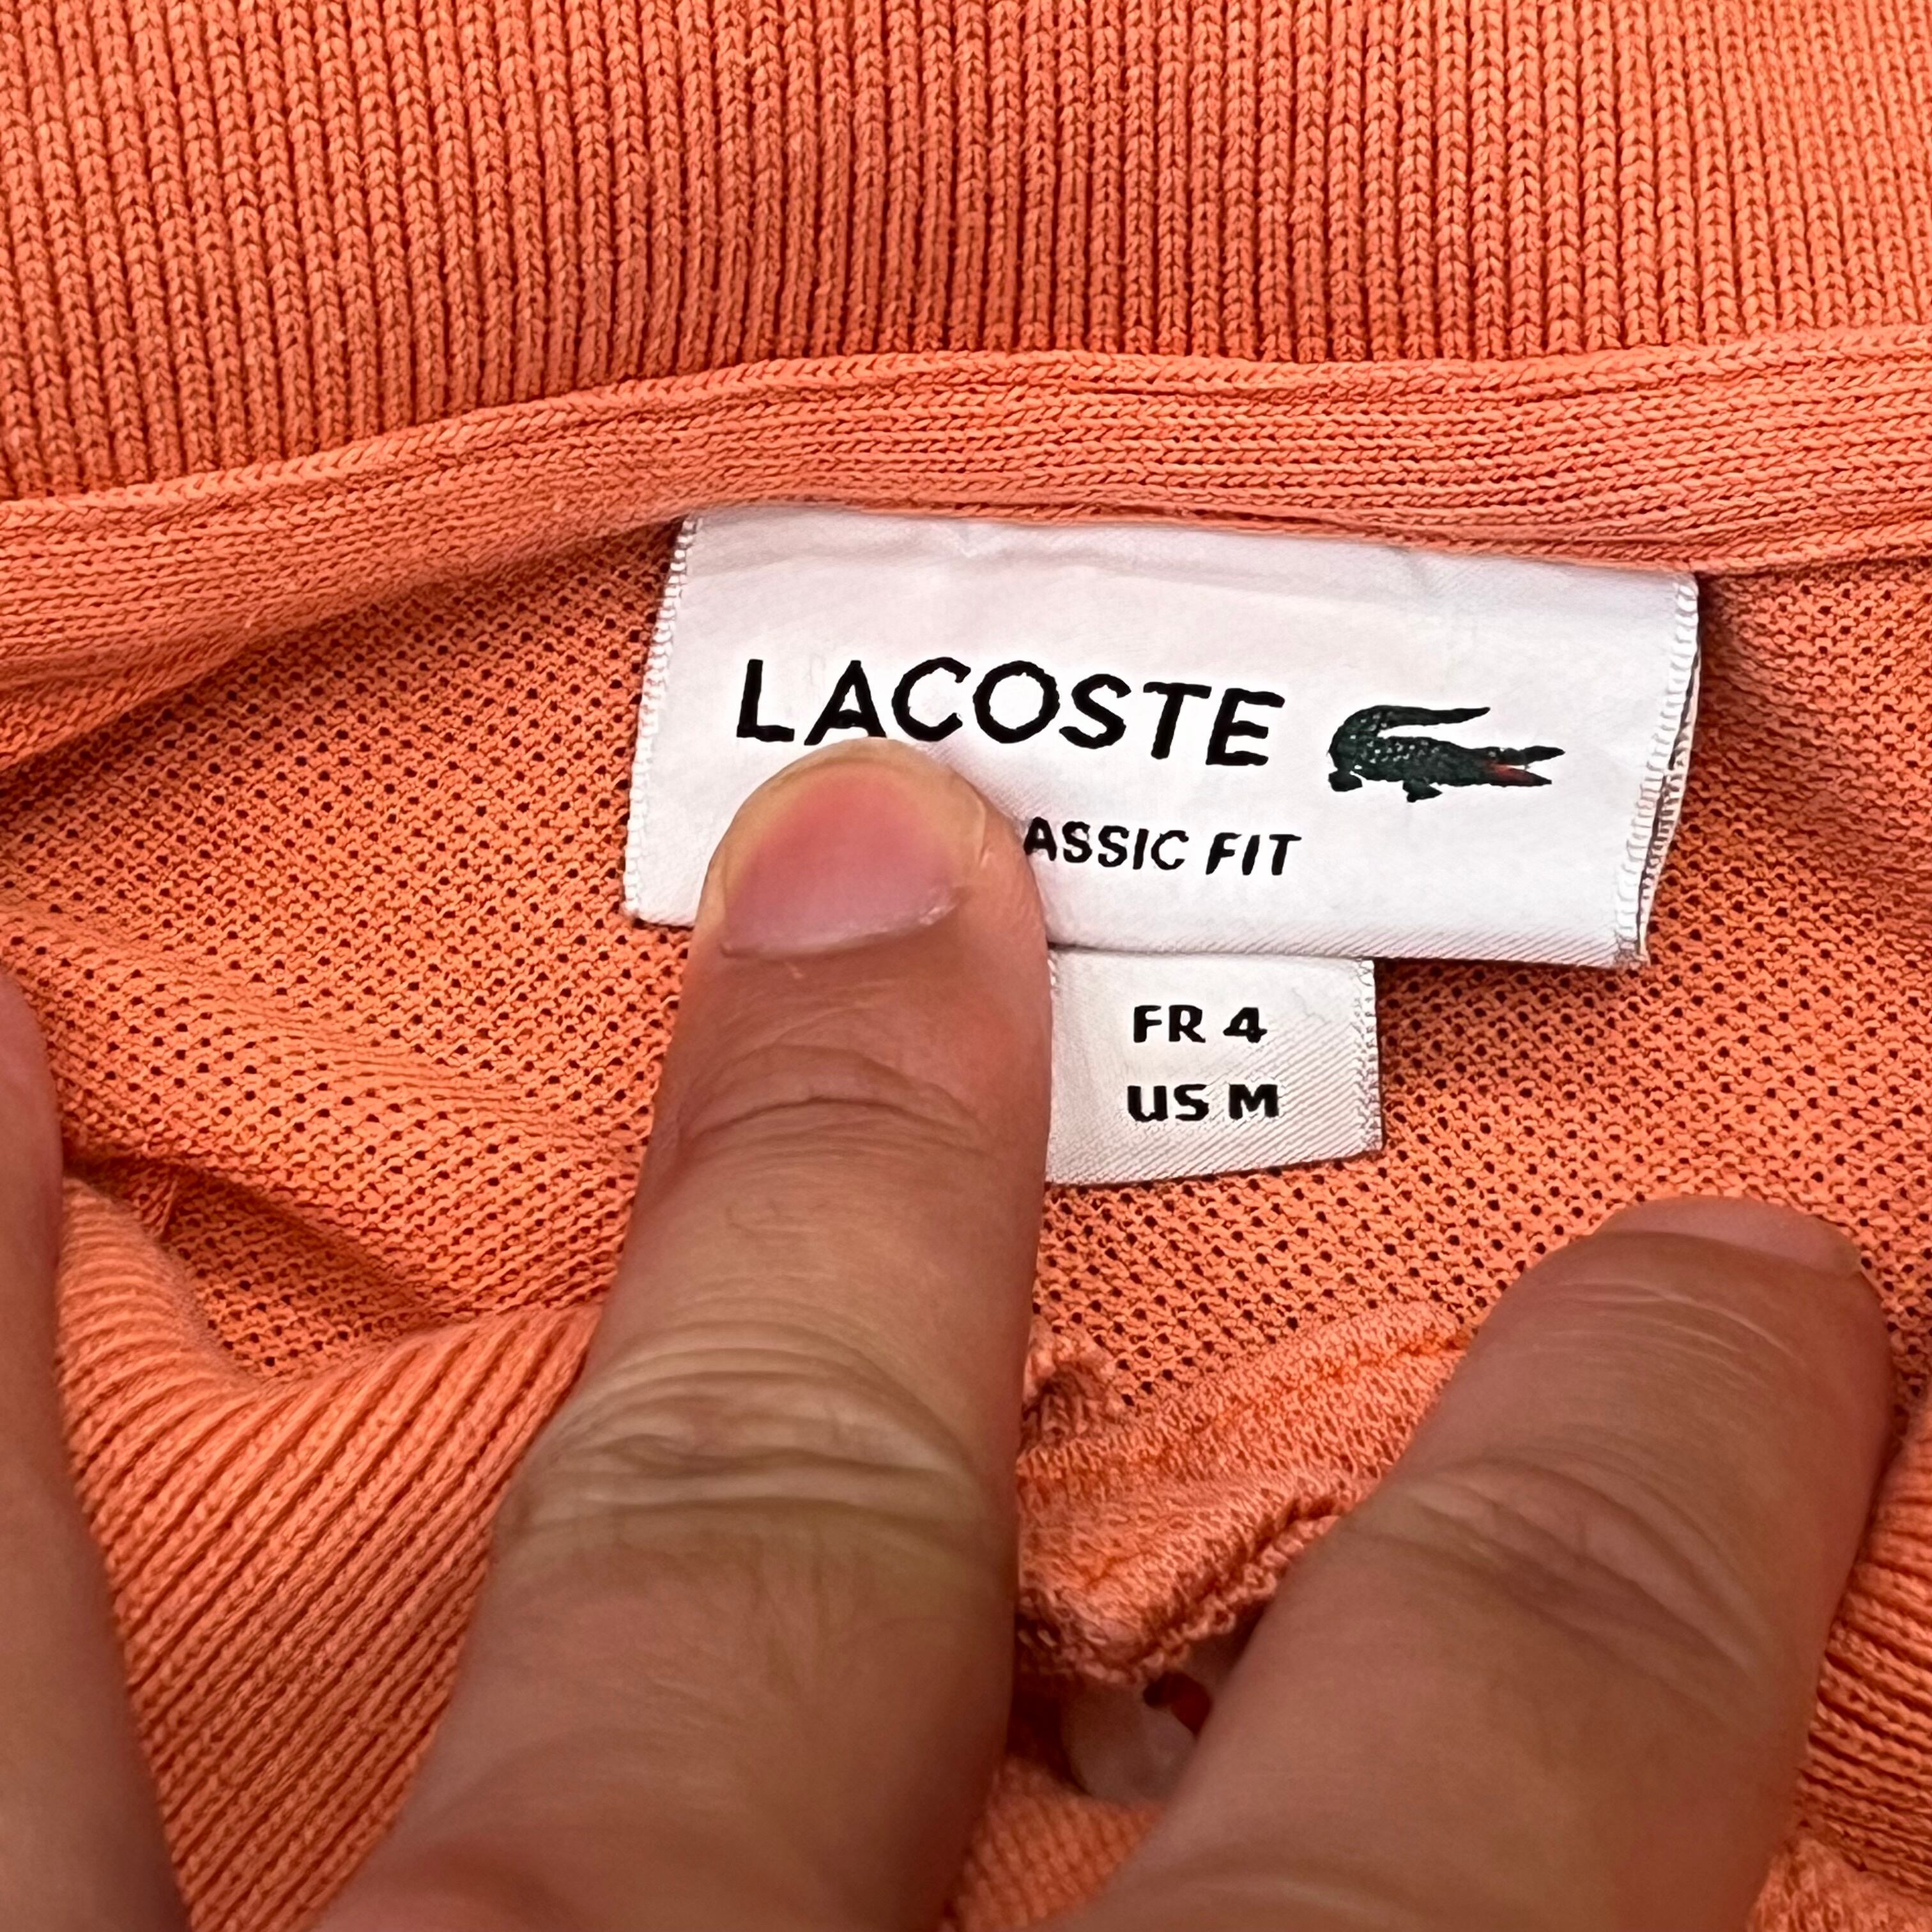 LACOSTE
ASSIC FIT
FR 4
US M